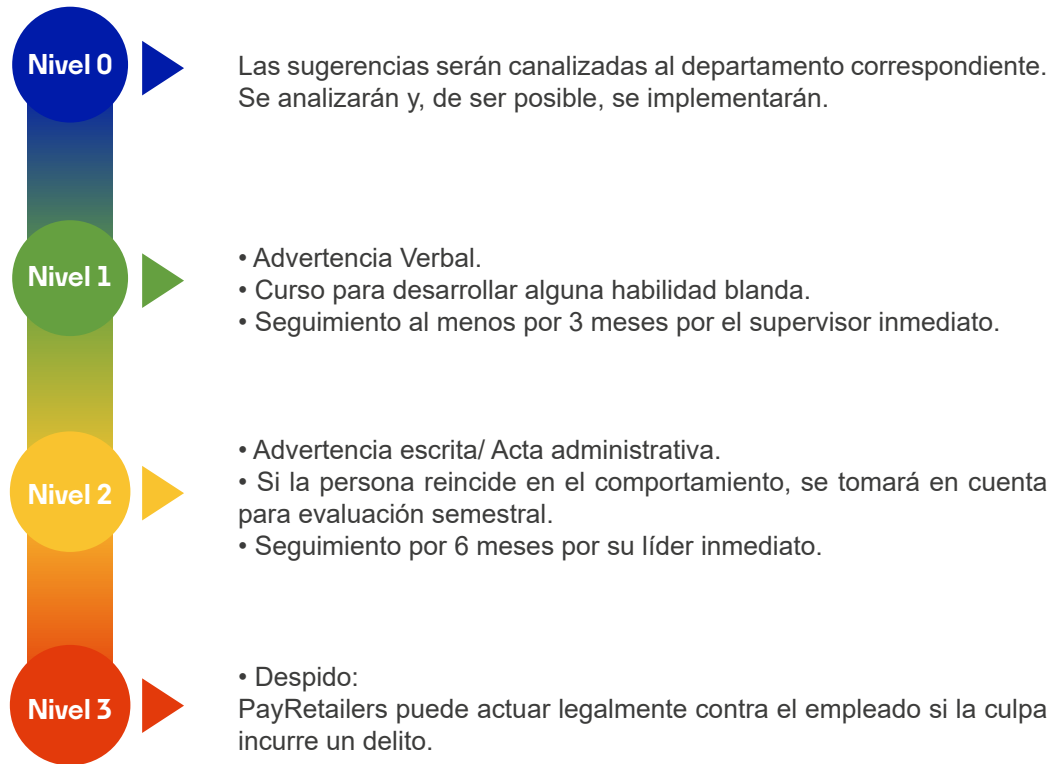 Nivel 0
Las sugerencias serán canalizadas al departamento correspondiente.
Se analizarán y, de ser posible, se implementarán.
Nivel 1
• Advertencia Verbal.
• Curso para desarrollar alguna habilidad blanda.
• Seguimiento al menos por 3 meses por el supervisor inmediato.
Nivel 2
• Advertencia escrita/ Acta administrativa.
• Si la persona reincide en el comportamiento, se tomará en cuenta
para evaluación semestral.
• Seguimiento por 6 meses por su líder inmediato.
Nivel 3
• Despido:
PayRetailers puede actuar legalmente contra el empleado si la culpa
incurre un delito.